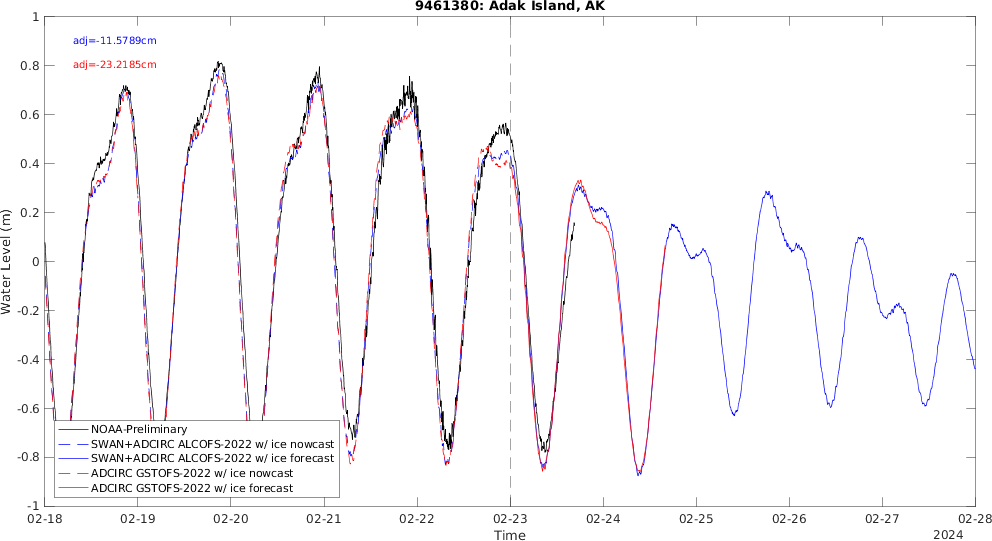 9461380: Adak Island, AK
1
adj=-11.5789cm
0.8
adj=-23.2185cm
0.6
0.4
0.2
0
Water Level (m)
-0.2
-0.4
-0.6
-0.8
-1
NOAA-Preliminary
SWAN+ADCIRC ALCOFS-2022 w/ ice nowcast
SWAN+ADCIRC ALCOFS-2022 w/ ice forecast
ADCIRC GSTOFS-2022 w/ ice nowcast
ADCIRC GSTOFS-2022 w/ ice forecast
02-18 02-19 02-20 02-21 02-22 02-23 02-24 02-25 02-26 02-27 02-28
Time
2024